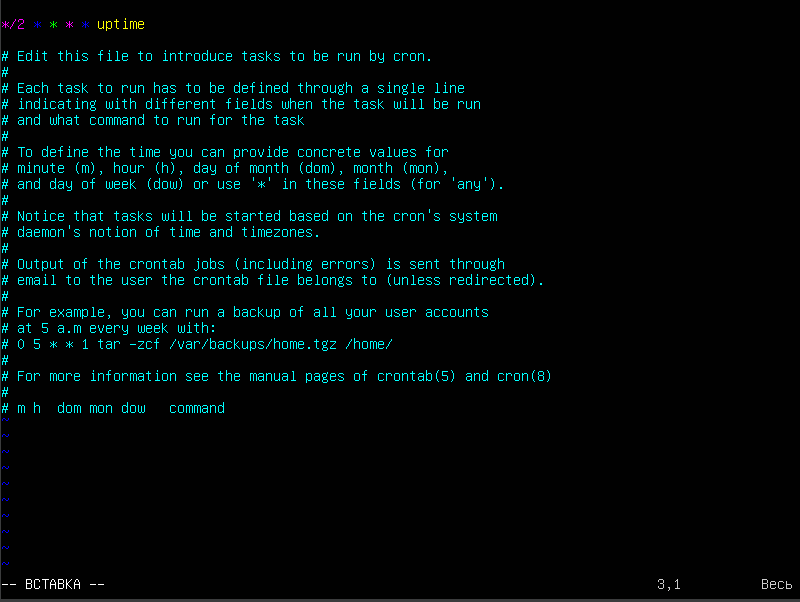 */2 * * * * uptime
# Edit this file to introduce tasks to be run by cron.
#
# Each task to run has to be defined through a single line
# indicating with different fields when the task will be run
# and what command to run for the task
#
# To define the time you can provide concrete values for
# minute (m), hour (h), day of month (dom), month (mon),
# and day of week (dow) or use '*' in these fields (for 'any').
#
# Notice that tasks will be started based on the cron's system
# daemon's notion of time and timezones.
#
# Output of the crontab jobs (including errors) is sent through
# email to the user the crontab file belongs to (unless redirected).
#
# For example, you can run a backup of all your user accounts
# at 5 a.m every week with:
# 0 5 * * 1 tar -zcf /var/backups/home.tgz /home/
#
# For more information see the manual pages of crontab(5) and cron(8)
#
# m h  dom mon dow   command
~
~
~
~
~
~
~
~
~
~
-- ВСТАВКА -- 3,1 Весь